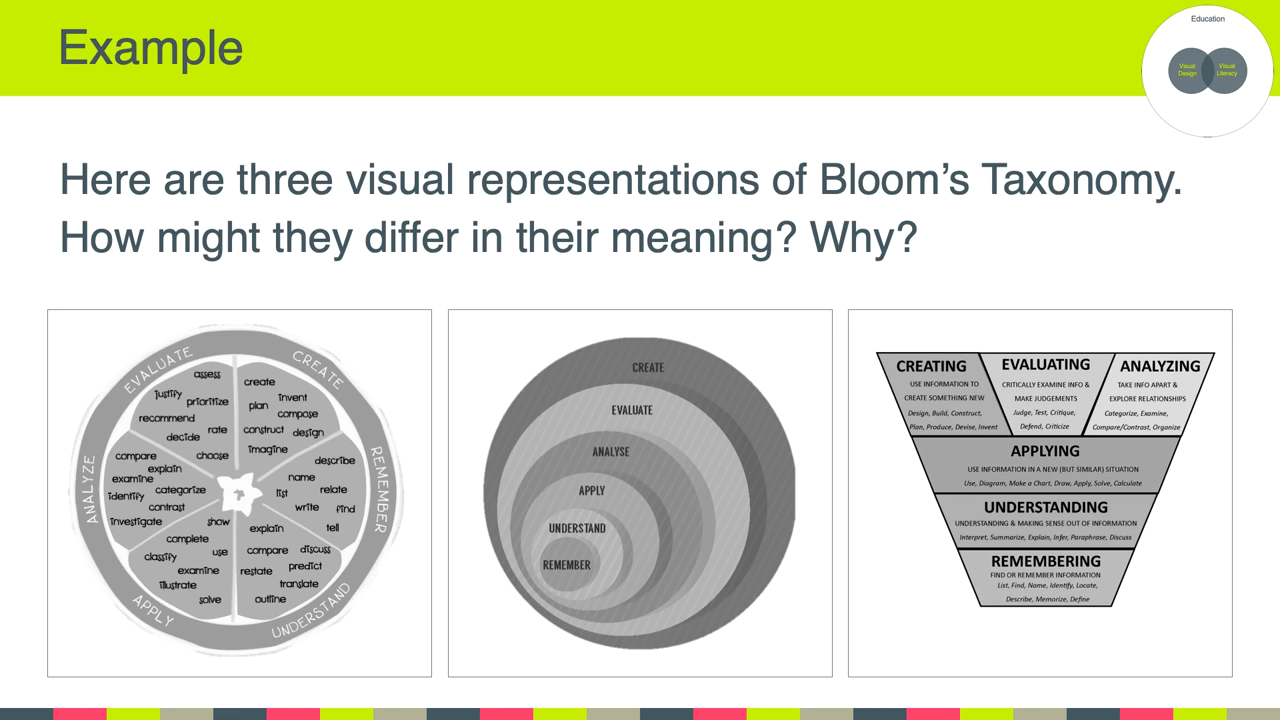 Example
Education
Visual Design
Visual Literacy
Here are three visual representations of Bloom’s Taxonomy.
How might they differ in their meaning? Why?
EVALUATE
assess
justify
prioritize
recommend
rate
decide
choose
CREATE
create
invent
plan
compose
construct
design
imagine
REMEMBER
describe
name
list
relate
write
find
tell
UNDERSTAND
explain
compare
discuss
predict
restate
translate
outline
APPLY
show
complete
use
classify
examine
illustrate
solve
ANALYZE
compare
explain
examine
categorize
identify
contrast
investigate
CREATE
EVALUATE
ANALYSE
APPLY
UNDERSTAND
REMEMBER
CREATING
USE INFORMATION TO
CREATE SOMETHING NEW
Design, Build, Construct,
Plan, Produce, Devise, Invent
EVALUATING
CRITICALLY EXAMINE INFO &
MAKE JUDGEMENTS
Judge, Test, Critique,
Defend, Criticize
ANALYZING
TAKE INFO APART &
EXPLORE RELATIONSHIPS
Categorize, Examine,
Compare/Contrast, Organize
APPLYING
USE INFORMATION IN A NEW (BUT SIMILAR) SITUATION
Use, Diagram, Make a Chart, Draw, Apply, Solve, Calculate
UNDERSTANDING
UNDERSTANDING & MAKING SENSE OUT OF INFORMATION
Interpret, Summarize, Explain, Infer, Paraphrase, Discuss
REMEMBERING
FIND OR REMEMBER INFORMATION
List, Find, Name, Identify, Locate,
Describe, Memorize, Define